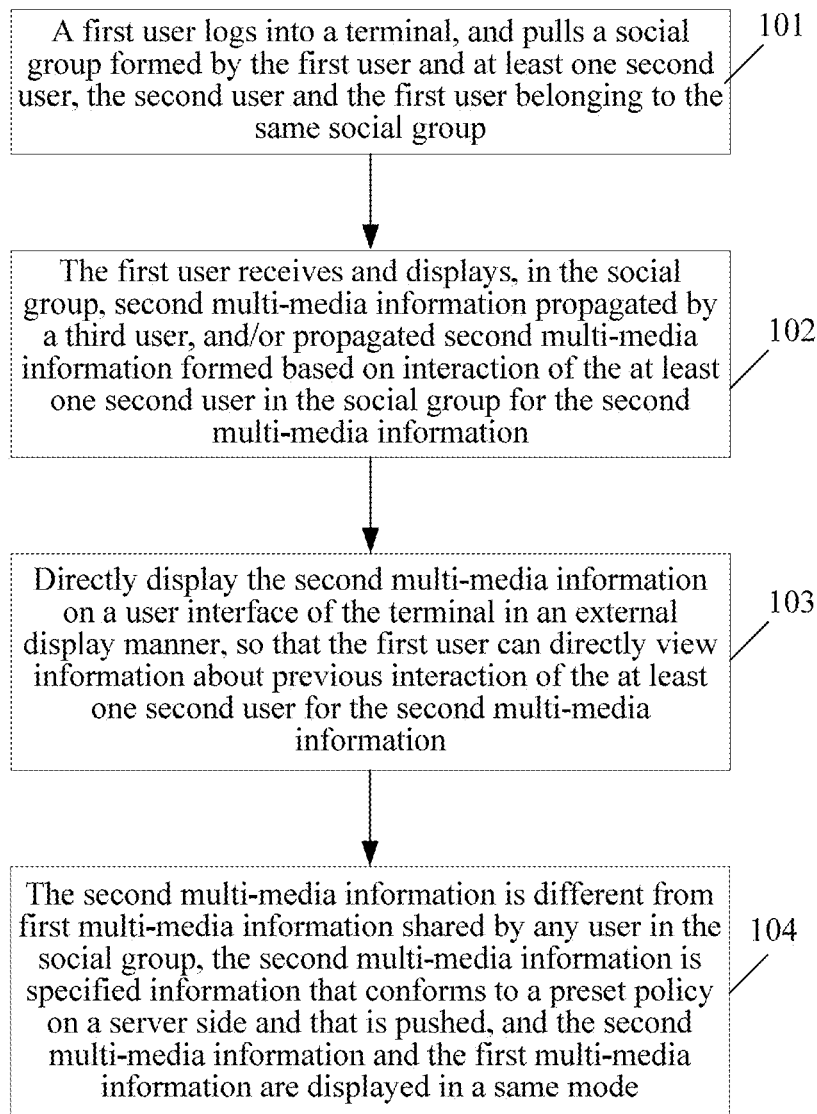 A first user logs into a terminal, and pulls a social
group formed by the first user and at least one second
user, the second user and the first user belonging to the
same social group
101
The first user receives and displays, in the social
group, second multi-media information propagated by
a third user, and/or propagated second multi-media
information formed based on interaction of the at least
one second user in the social group for the second
multi-media information
102
Directly display the second multi-media information
on a user interface of the terminal in an external
display manner, so that the first user can directly view
information about previous interaction of the at least
one second user for the second multi-media
information
103
The second multi-media information is different from
first multi-media information shared by any user in the
social group, the second multi-media information is
specified information that conforms to a preset policy
on a server side and that is pushed, and the second
multi-media information and the first multi-media
information are displayed in a same mode
104